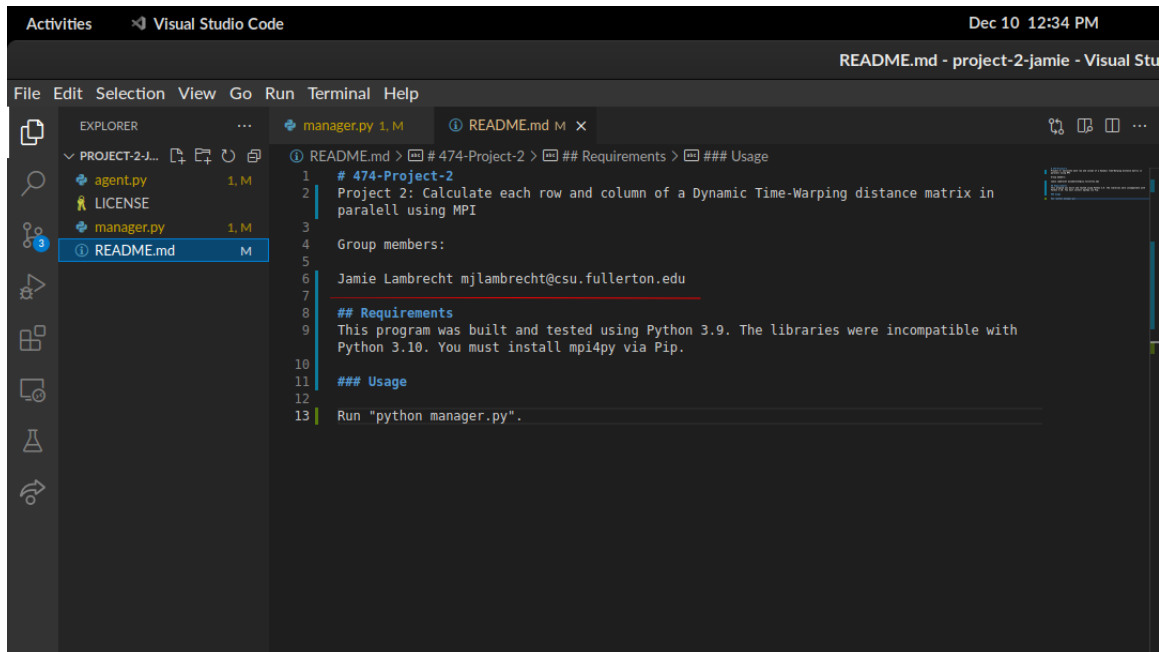 Activities Visual Studio Code Dec 10 12:34 PM
README.md - project-2-jamie - Visual Stu
File Edit Selection View Go Run Terminal Help
EXPLORER ...
PROJECT-2-J...
agent.py 1, M
LICENSE
manager.py 1, M
README.md M
3
manager.py 1, M README.md M
README.md > # 474-Project-2 > ## Requirements > ### Usage
1 # 474-Project-2
2 Project 2: Calculate each row and column of a Dynamic Time-Warping distance matrix in
paralell using MPI
3
4 Group members:
5
6 Jamie Lambrecht mjlambrecht@csu.fullerton.edu
7
8 ## Requirements
9 This program was built and tested using Python 3.9. The libraries were incompatible with
Python 3.10. You must install mpi4py via Pip.
10
11 ### Usage
12
13 Run "python manager.py".